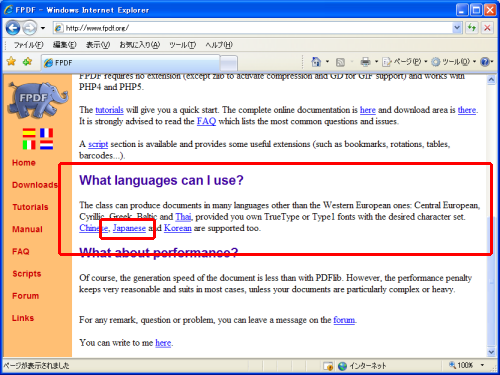 FPDF - Windows Internet Explorer
http://www.fpdf.org/
ファイル(F) 編集(E) 表示(V) お気に入り(A) ツール(T) ヘルプ(H)
FPDF ページ(P) ツール(O)
FPDF requires no extension (except zlib to activate compression and GD for GIF support) and works with
PHP4 and PHP5.
The tutorials will give you a quick start. The complete online documentation is here and download area is there.
It is strongly advised to read the FAQ which lists the most common questions and issues.
A script section is available and provides some useful extensions (such as bookmarks, rotations, tables,
barcodes...).
Home
Downloads
Tutorials
Manual
FAQ
Scripts
Forum
Links
What languages can I use?
The class can produce documents in many languages other than the Western European ones: Central European,
Cyrillic, Greek, Baltic and Thai, provided you own TrueType or Type1 fonts with the desired character set.
Chinese, Japanese and Korean are supported too.
What about performance?
Of course, the generation speed of the document is less than with PDFlib. However, the performance penalty
keeps very reasonable and suits in most cases, unless your documents are particularly complex or heavy.
For any remark, question or problem, you can leave a message on the forum.
You can write to me here.
ページが表示されました インターネット 100%